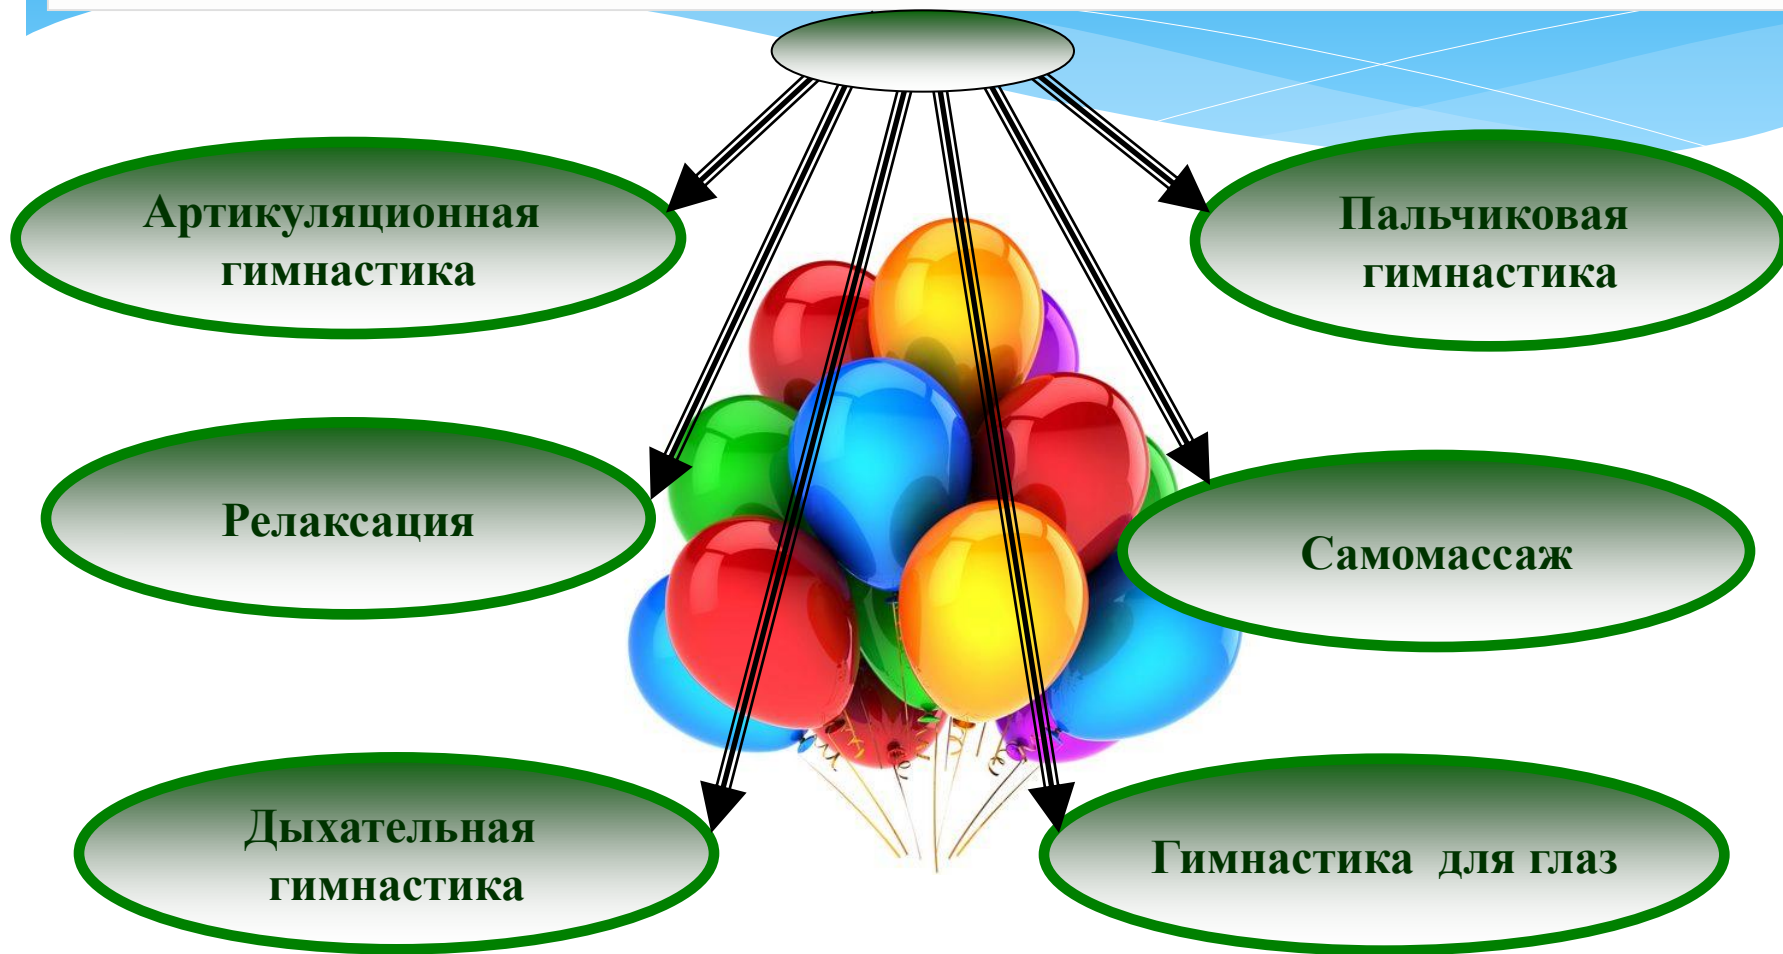 Артикуляционная
гимнастика
Пальчиковая
гимнастика
Релаксация
Самомассаж
Дыхательная
гимнастика
Гимнастика для глаз